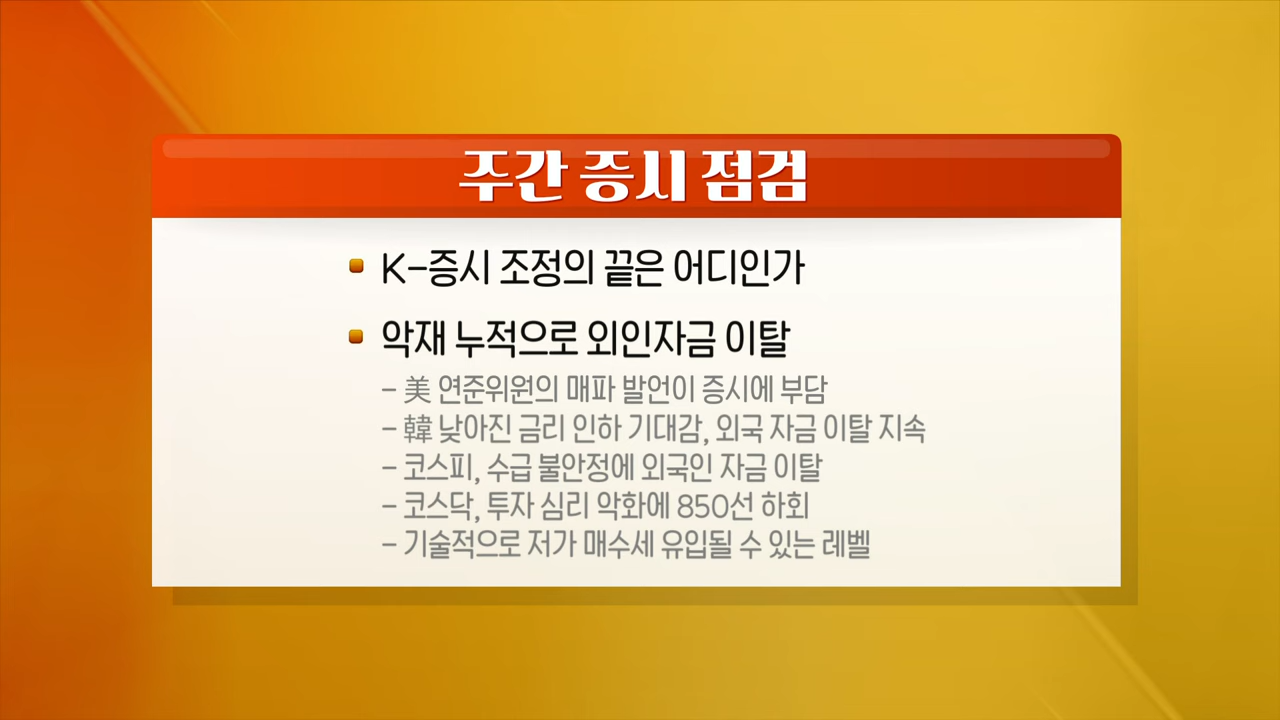 주간 증시 점검
K-증시 조정의 끝은 어디인가
악재 누적으로 외인자금 이탈
- 美 연준위원의 매파 발언이 증시에 부담
- 韓 낮아진 금리 인하 기대감, 외국 자금 이탈 지속
- 코스피, 수급 불안정에 외국인 자금 이탈
- 코스닥, 투자 심리 악화에 850선 하회
- 기술적으로 저가 매수세 유입될 수 있는 레벨